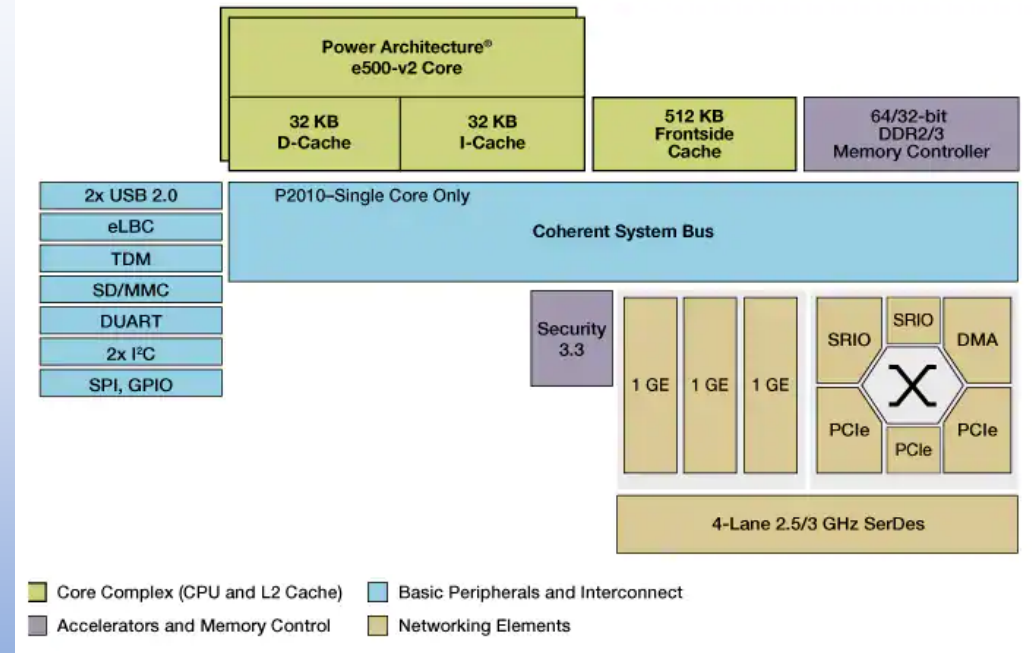 Power Architecture®
e500-v2 Core
32 KB
D-Cache
32 KB
I-Cache
512 KB
Frontside
Cache
64/32-bit
DDR2/3
Memory Controller
2x USB 2.0
eLBC
TDM
SD/MMC
DUART
2x I²C
SPI, GPIO
P2010–Single Core Only
Coherent System Bus
Security
3.3
1 GE
1 GE
1 GE
SRIO
SRIO
DMA
PCIe
PCIe
PCIe
4-Lane 2.5/3 GHz SerDes
Core Complex (CPU and L2 Cache)
Basic Peripherals and Interconnect
Accelerators and Memory Control
Networking Elements